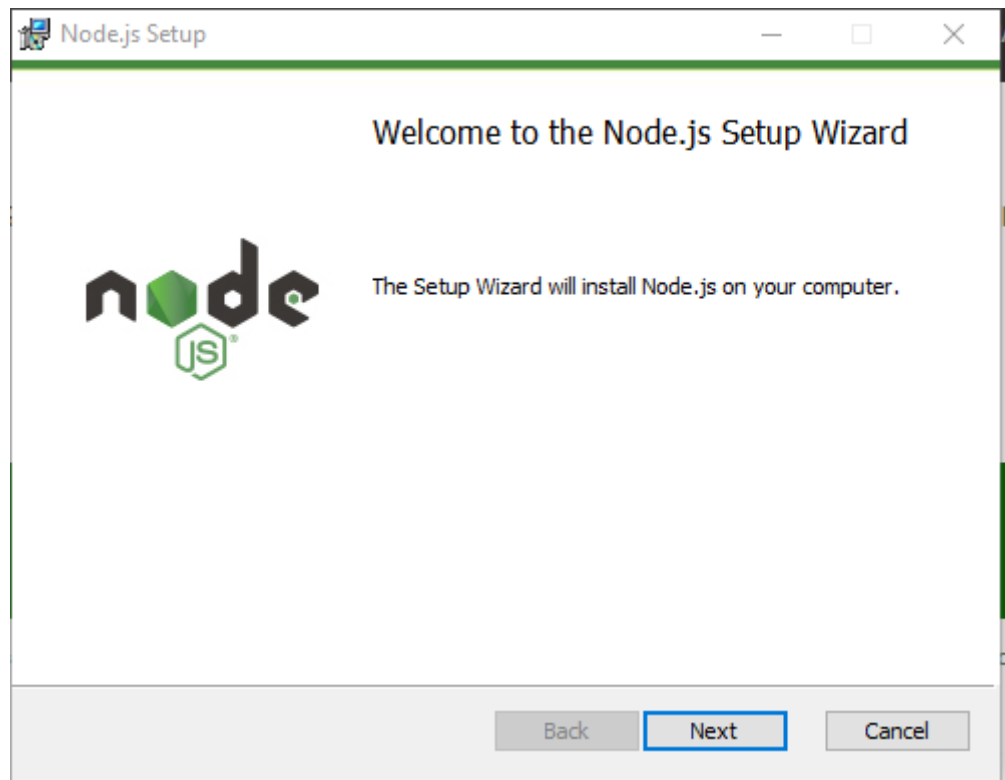 Node.js Setup
Welcome to the Node.js Setup Wizard
node
JS®
The Setup Wizard will install Node.js on your computer.
Back
Next
Cancel